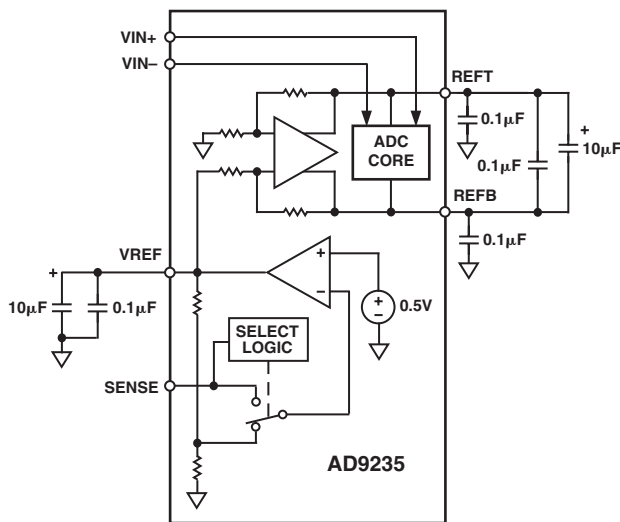 VIN+
VIN–
REFT
0.1µF
+
ADC
CORE
0.1µF
10µF
REFB
0.1µF
VREF
+
+
–
+
–
0.5V
10µF
0.1µF
SELECT
LOGIC
SENSE
AD9235